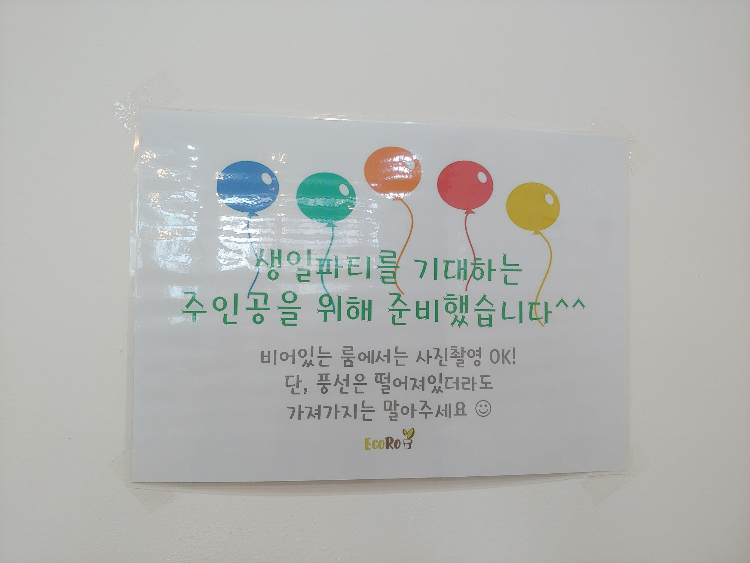 생일파티를 기대하는
주인공을 위해 준비했습니다^^
비어있는 룸에서는 사진촬영 OK!
단, 풍선은 떨어져있더라도
가져가지는 말아주세요 ☺
EcoRo